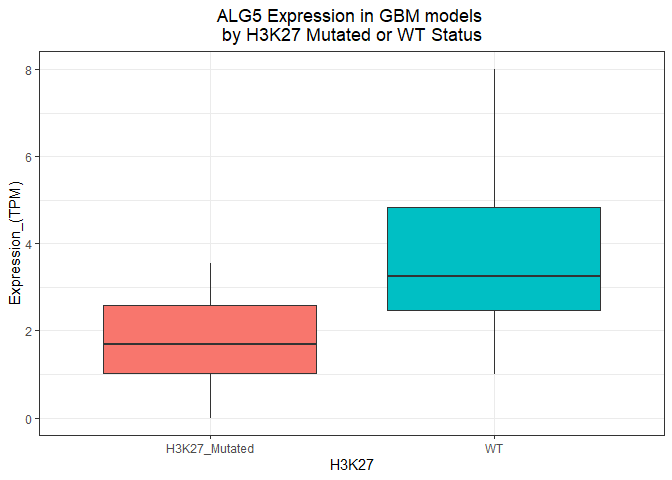 ALG5 Expression in GBM models
by H3K27 Mutated or WT Status
8
6
4
2
0
Expression_(TPM)
H3K27_Mutated
WT
H3K27